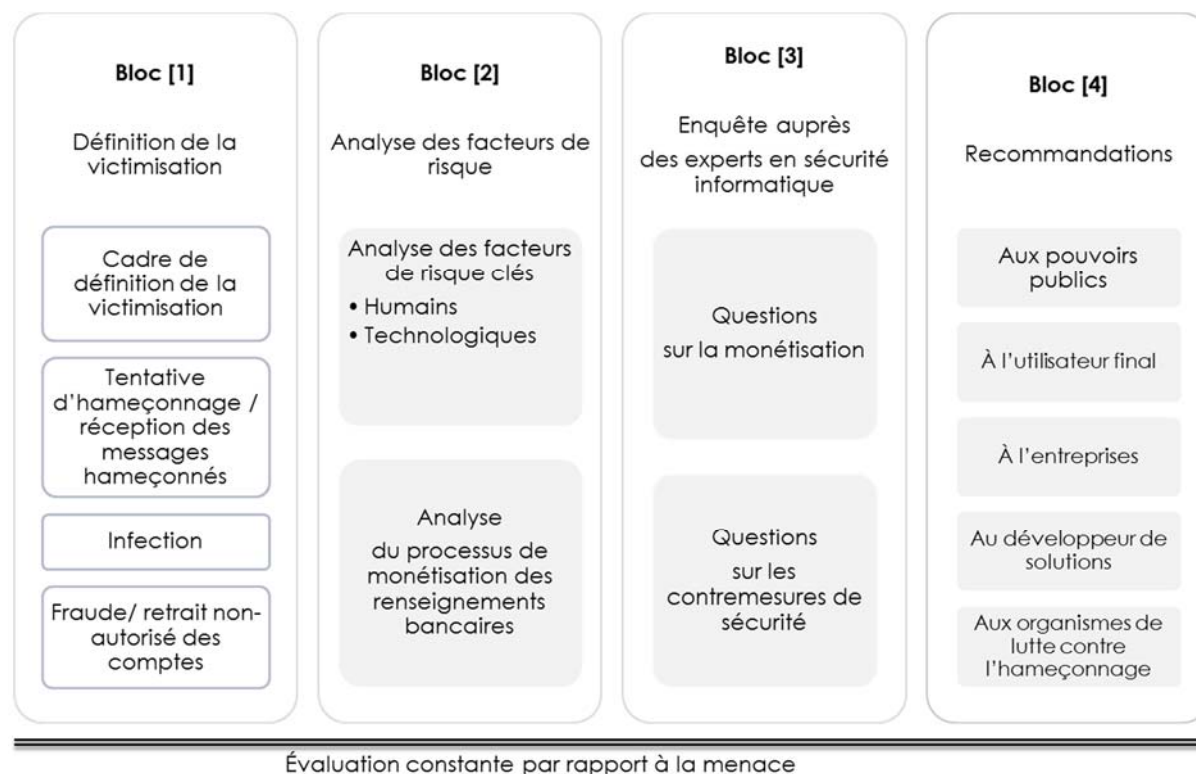 Bloc [1]
Définition de la
victimisation
Cadre de
définition de la
victimisation
Tentative
d'hameçonnage /
réception des
messages
hameçonnés
Infection
Fraude/ retrait non-
autorisé des
comptes
Bloc [2]
Analyse des facteurs de
risque
Analyse des facteurs
de risque clés
• Humains
• Technologiques
Analyse
du processus de
monétisation des
renseignements
bancaires
Bloc [3]
Enquête auprès
des experts en sécurité
informatique
Questions
sur la monétisation
Questions
sur les
contremesures de
sécurité
Bloc [4]
Recommandations
Aux pouvoirs
publics
À l'utilisateur final
À l'entreprises
Au développeur de
solutions
Aux organismes de
lutte contre
l'hameçonnage
Évaluation constante par rapport à la menace